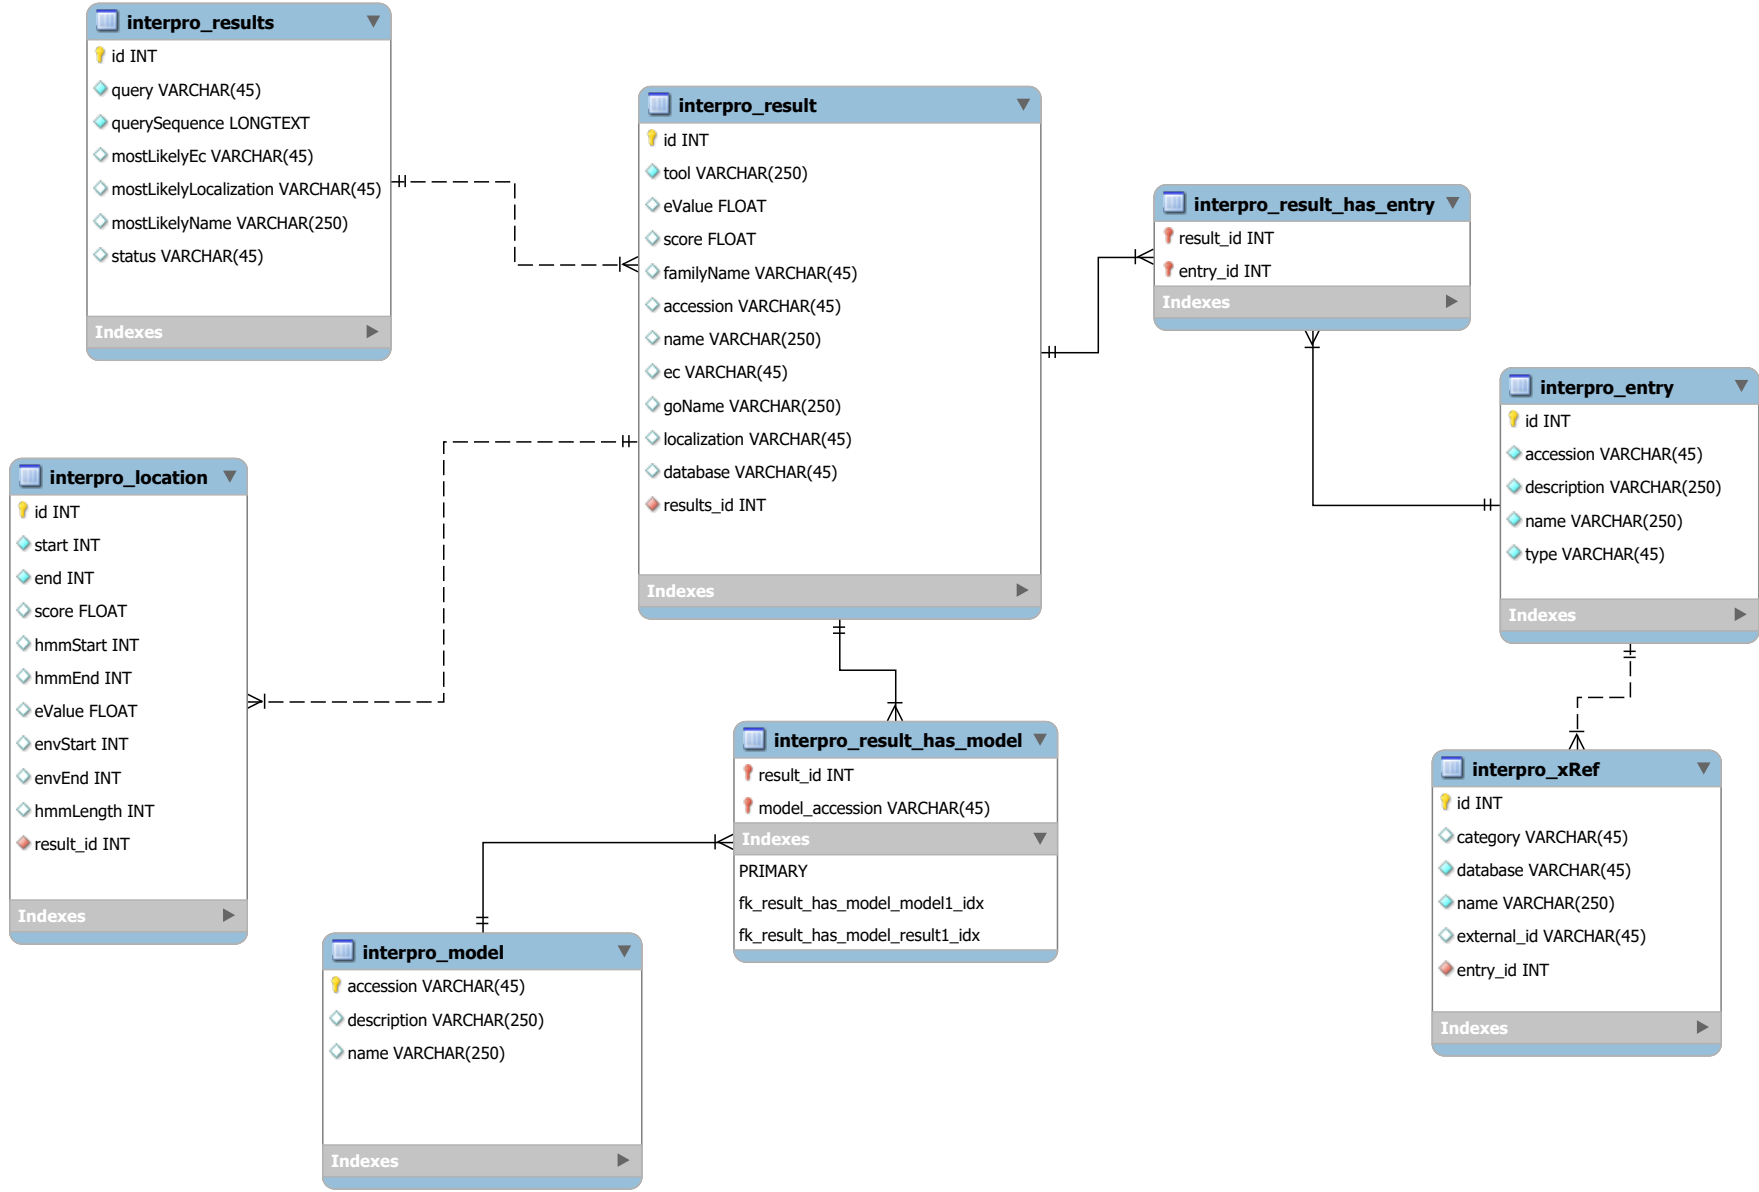 interpro_results
id INT
query VARCHAR(45)
querySequence LONGTEXT
mostLikelyEc VARCHAR(45)
mostLikelyLocalization VARCHAR(45)
mostLikelyName VARCHAR(250)
status VARCHAR(45)
Indexes
interpro_result
id INT
tool VARCHAR(250)
eValue FLOAT
score FLOAT
familyName VARCHAR(45)
accession VARCHAR(45)
name VARCHAR(250)
ec VARCHAR(45)
goName VARCHAR(250)
localization VARCHAR(45)
database VARCHAR(45)
results_id INT
Indexes
interpro_result_has_entry
result_id INT
entry_id INT
Indexes
interpro_entry
id INT
accession VARCHAR(45)
description VARCHAR(250)
name VARCHAR(250)
type VARCHAR(45)
Indexes
interpro_location
id INT
start INT
end INT
score FLOAT
hmmStart INT
hmmEnd INT
eValue FLOAT
envStart INT
envEnd INT
hmmLength INT
result_id INT
Indexes
interpro_result_has_model
result_id INT
model_accession VARCHAR(45)
Indexes
PRIMARY
fk_result_has_model_model1_idx
fk_result_has_model_result1_idx
interpro_xRef
id INT
category VARCHAR(45)
database VARCHAR(45)
name VARCHAR(250)
external_id VARCHAR(45)
entry_id INT
Indexes
interpro_model
accession VARCHAR(45)
description VARCHAR(250)
name VARCHAR(250)
Indexes